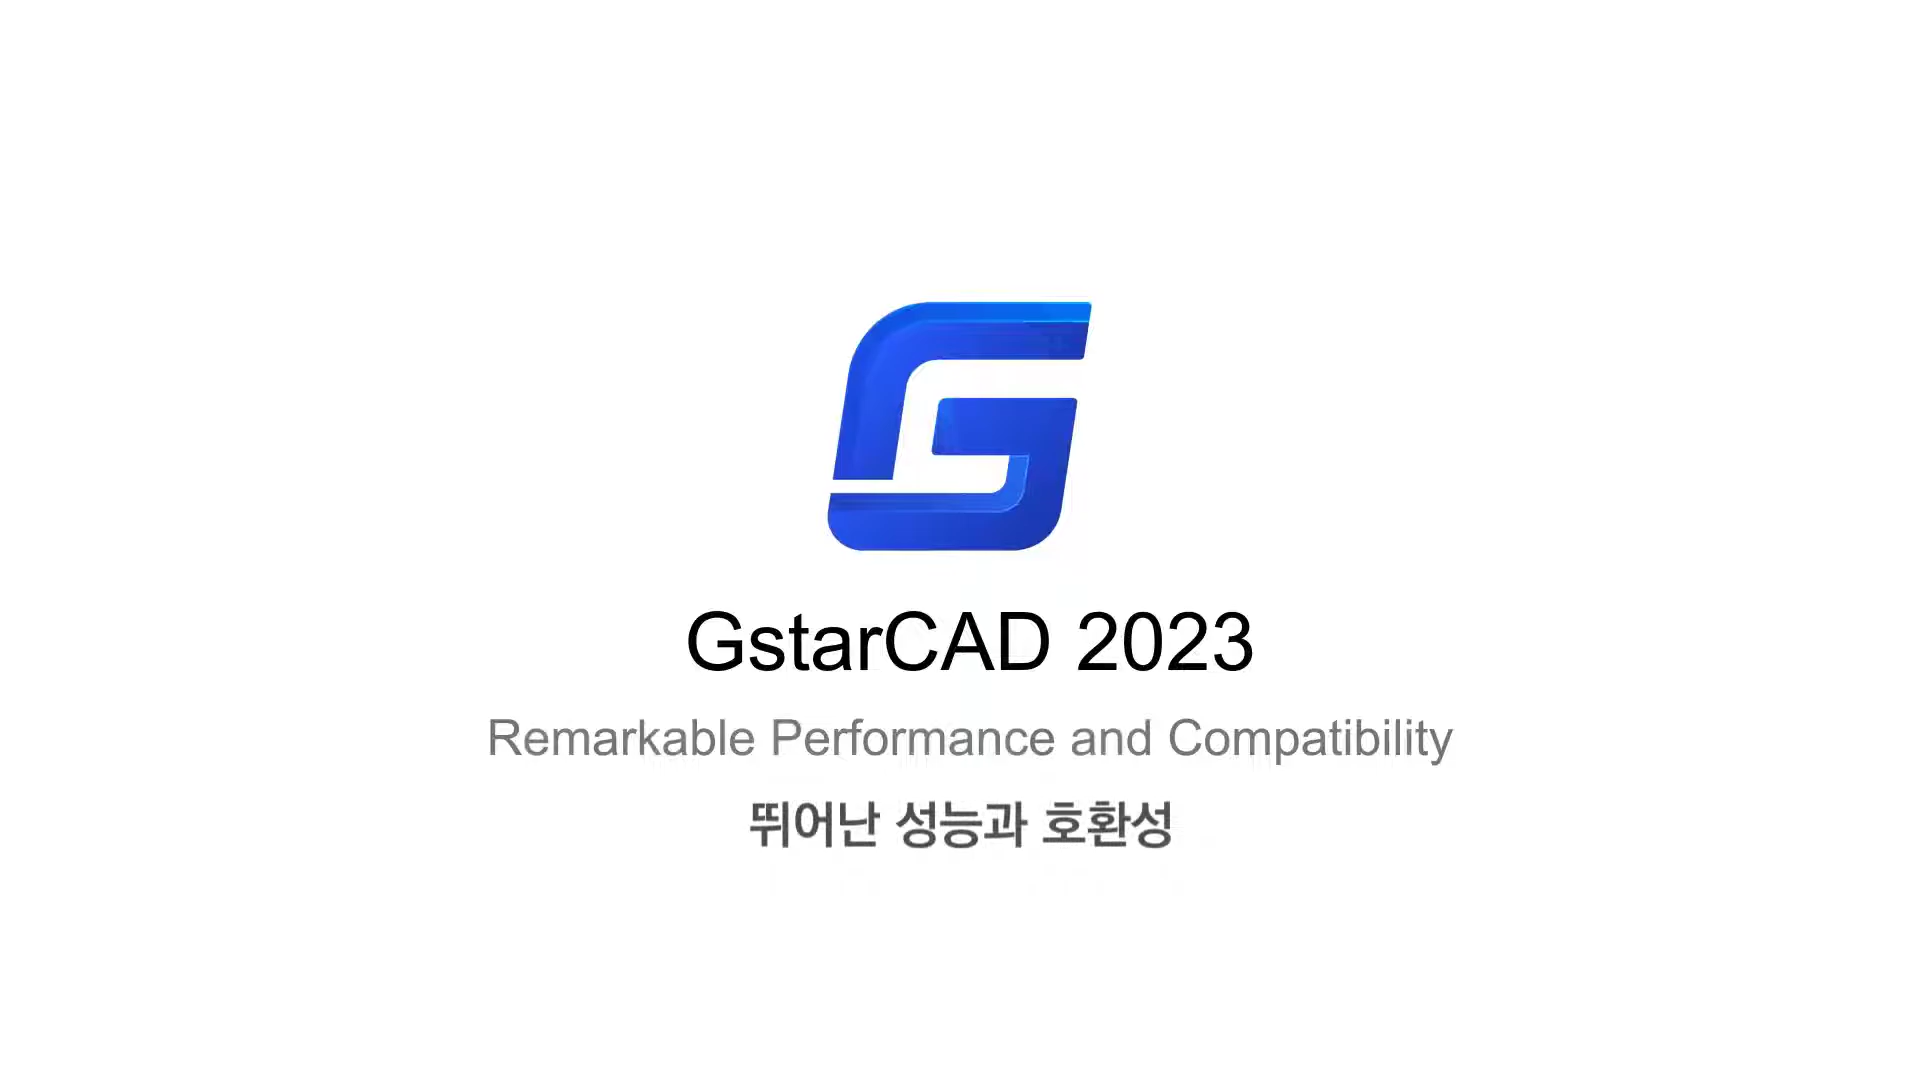 GstarCAD 2023
Remarkable Performance and Compatibility
뛰어난 성능과 호환성